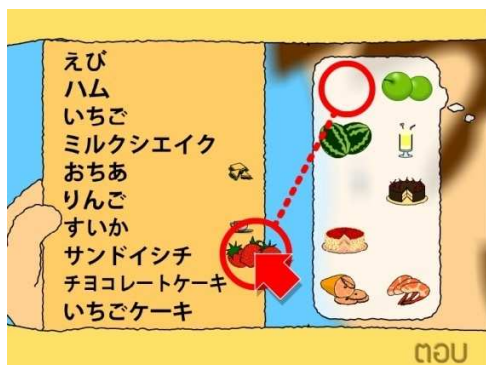 えび
ハム
いちご
ミルクシエイク
おちあ
りんご
すいか
サンドイシチ
チヨコレートケーキ
いちごケーキ
ตอบ